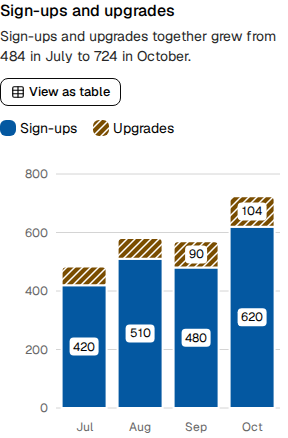 Sign-ups and upgrades
Sign-ups and upgrades together grew from
484 in July to 724 in October.
View as table
Sign-ups Upgrades
800
600
400
200
0
104
90
420
510
480
620
Jul Aug Sep Oct